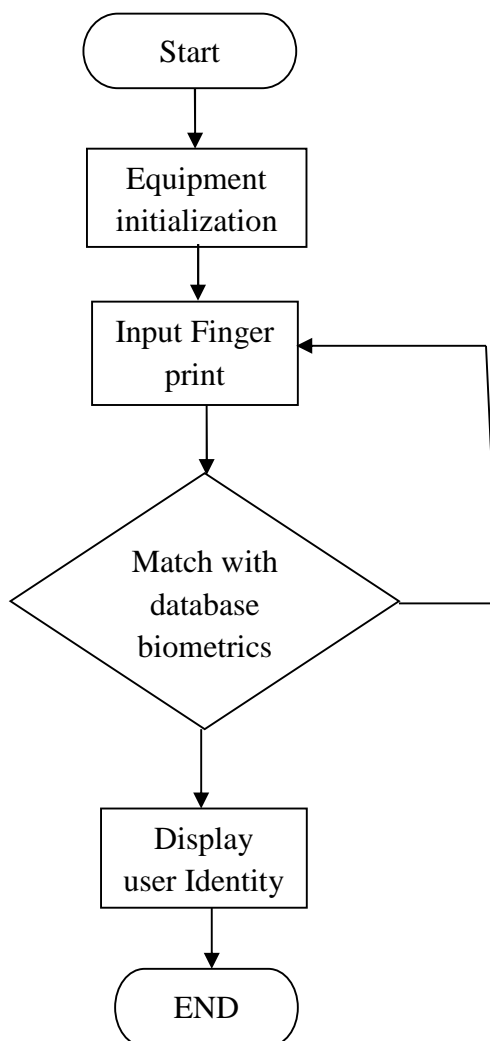 Start
Equipment
initialization
Input Finger
print
Match with
database
biometrics
Display
user Identity
END